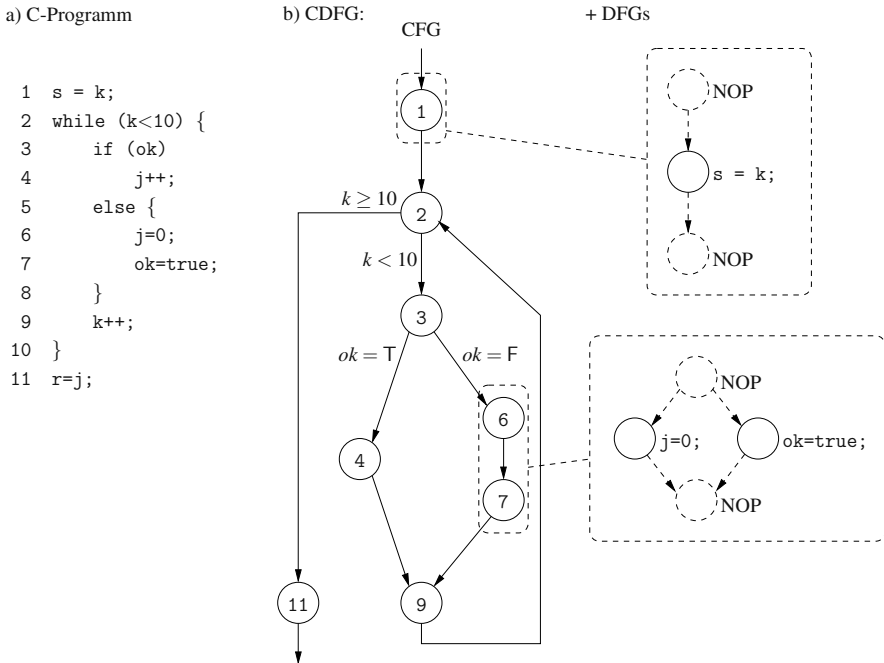 a) C-Programm
b) CDFG:
+ DFGs
CFG
1 s = k;
2 while (k<10) {
3 if (ok)
4 j++;
5 else {
6 j=0;
7 ok=true;
8 }
9 k++;
10 }
11 r=j;
1
k ≥ 10
2
k < 10
3
ok = T
ok = F
6
4
7
11
9
NOP
s = k;
NOP
NOP
j=0;
ok=true;
NOP